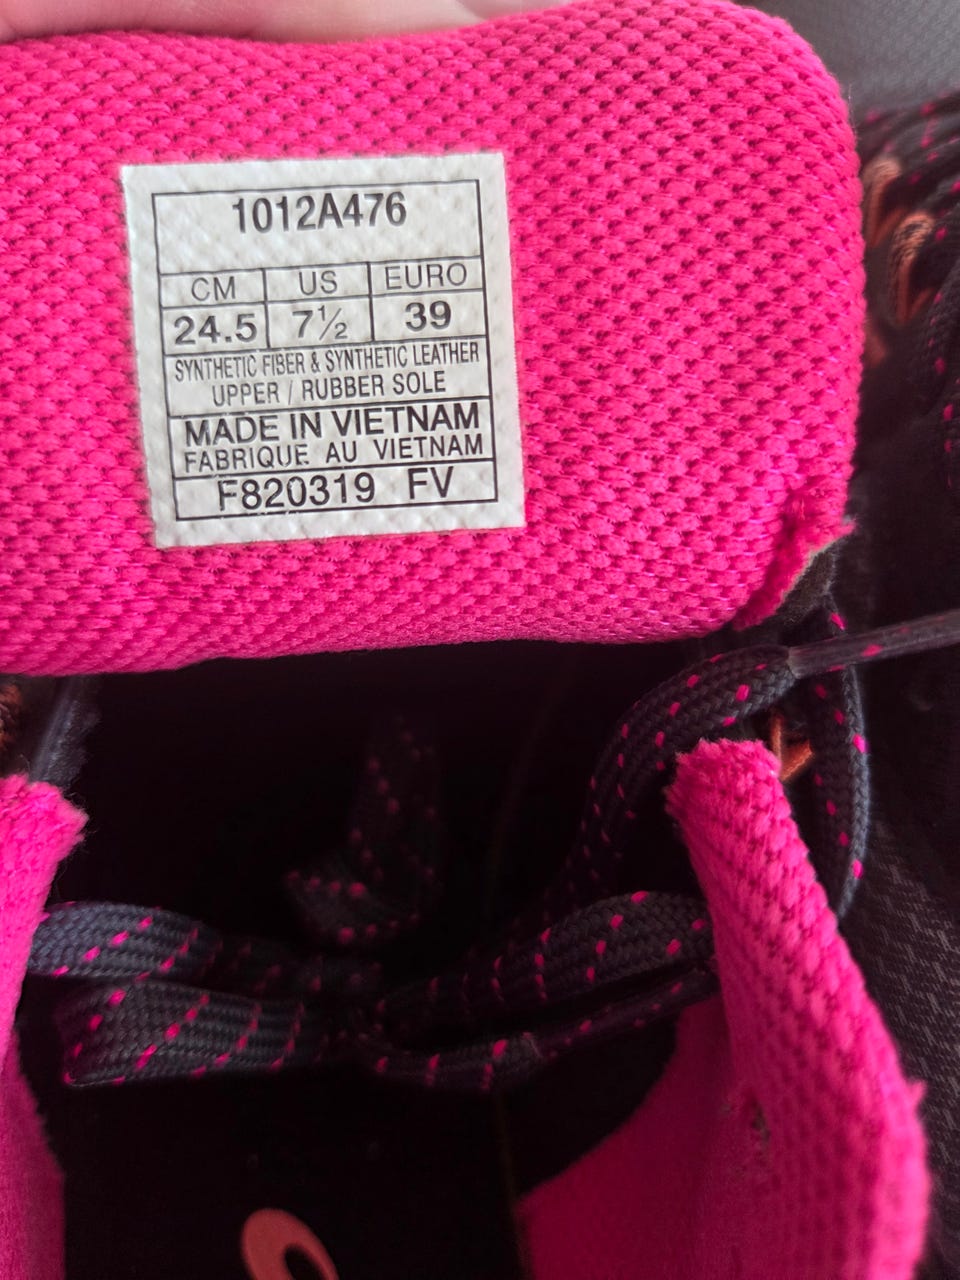 1012A476
CM US EURO
24.5 7½ 39
SYNTHETIC FIBER & SYNTHETIC LEATHER
UPPER / RUBBER SOLE
MADE IN VIETNAM
FABRIQUE AU VIETNAM
F820319 FV